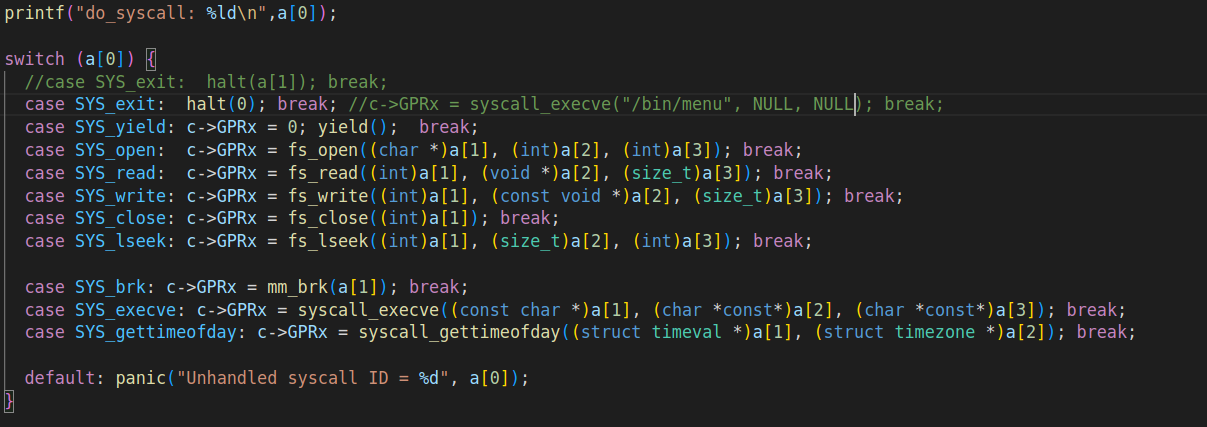 printf("do_syscall: %ld\n",a[0]);
switch (a[0]) {
//case SYS_exit:  halt(a[1]); break;
case SYS_exit:  halt(0); break; //c->GPRx = syscall_execve("/bin/menu", NULL, NULL); break;
case SYS_yield: c->GPRx = 0; yield();  break;
case SYS_open:  c->GPRx = fs_open((char *)a[1], (int)a[2], (int)a[3]); break;
case SYS_read:  c->GPRx = fs_read((int)a[1], (void *)a[2], (size_t)a[3]); break;
case SYS_write: c->GPRx = fs_write((int)a[1], (const void *)a[2], (size_t)a[3]); break;
case SYS_close: c->GPRx = fs_close((int)a[1]); break;
case SYS_lseek: c->GPRx = fs_lseek((int)a[1], (size_t)a[2], (int)a[3]); break;
case SYS_brk: c->GPRx = mm_brk(a[1]); break;
case SYS_execve: c->GPRx = syscall_execve((const char *)a[1], (char *const*)a[2], (char *const*)a[3]); break;
case SYS_gettimeofday: c->GPRx = syscall_gettimeofday((struct timeval *)a[1], (struct timezone *)a[2]); break;
default: panic("Unhandled syscall ID = %d", a[0]);
}